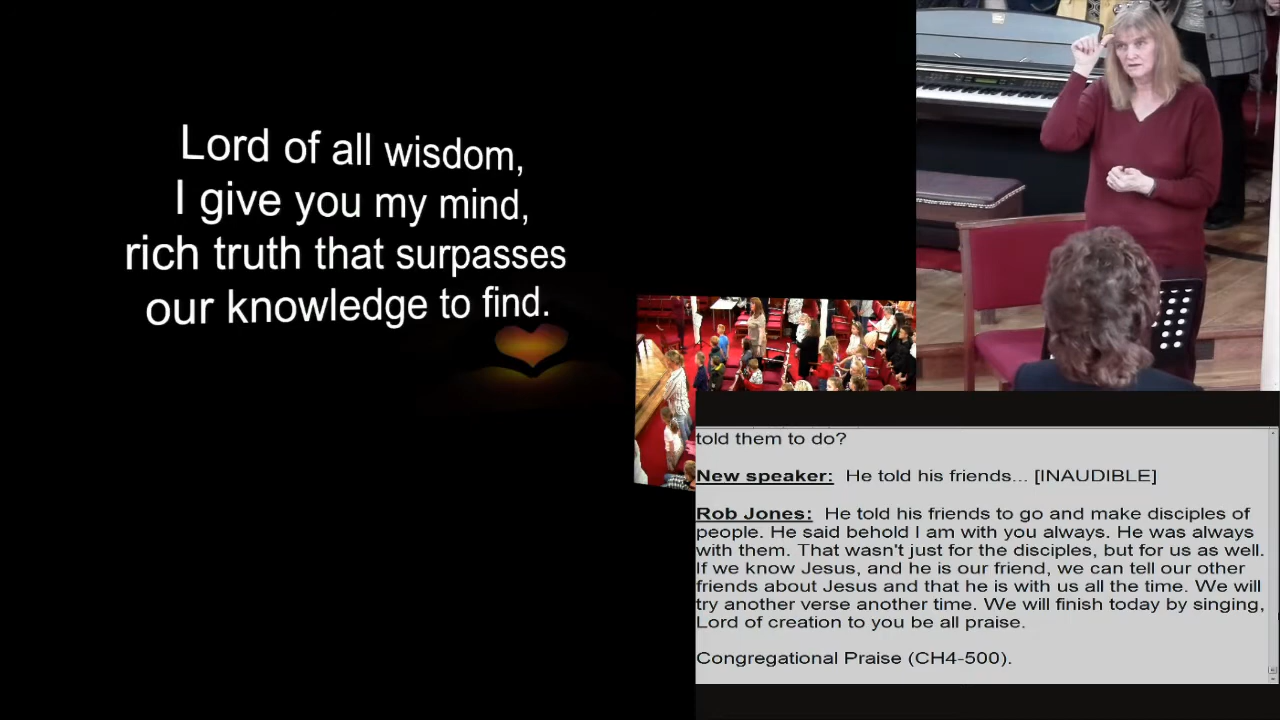 Lord of all wisdom,
I give you my mind,
rich truth that surpasses
our knowledge to find.
told them to do?
New speaker: He told his friends... [INAUDIBLE]
Rob Jones: He told his friends to go and make disciples of
people. He said behold I am with you always. He was always
with them. That wasn't just for the disciples, but for us as well.
If we know Jesus, and he is our friend, we can tell our other
friends about Jesus and that he is with us all the time. We will
try another verse another time. We will finish today by singing,
Lord of creation to you be all praise.
Congregational Praise (CH4-500).